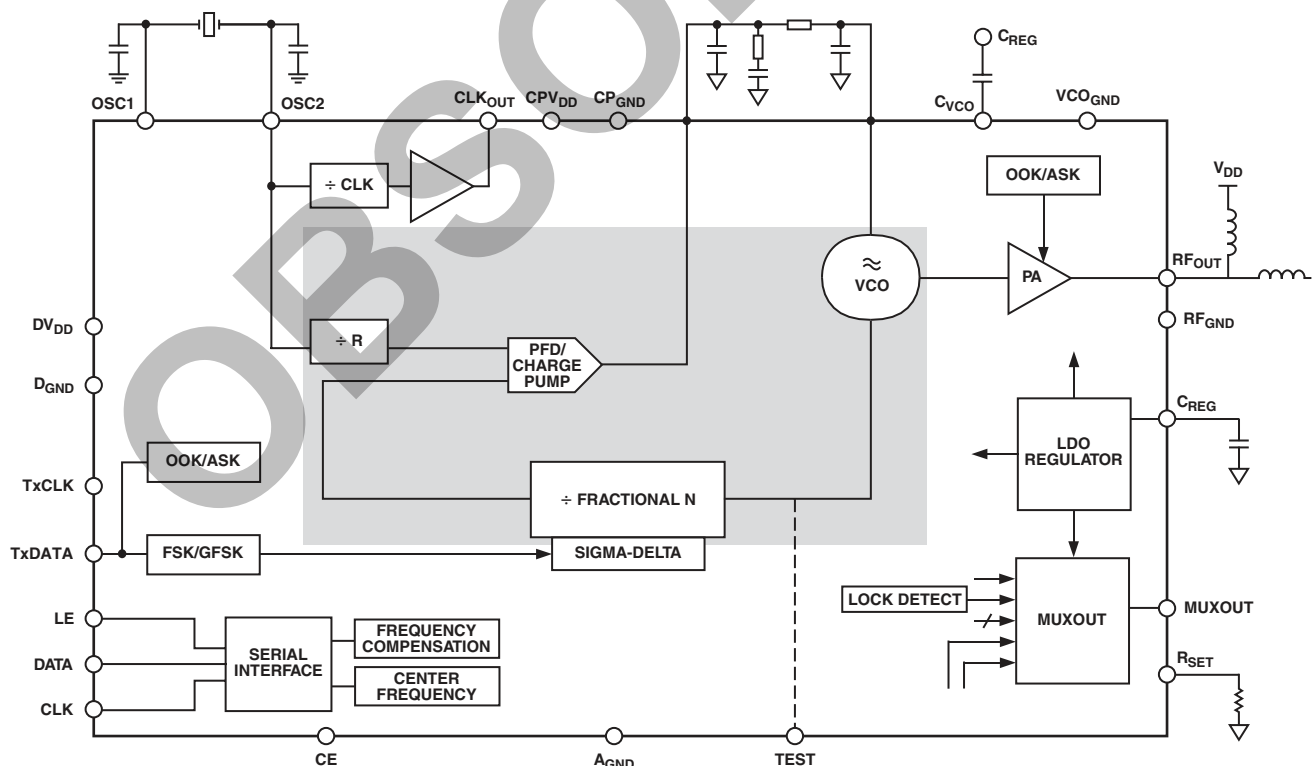 C_REG
OSC1
OSC2
CLK_OUT
CPV_DD
CP_GND
C_VCO
VCO_GND
÷ CLK
OOK/ASK
V_DD
≈
VCO
PA
RF_OUT
RF_GND
DV_DD
÷ R
PFD/
CHARGE
PUMP
D_GND
C_REG
LDO
REGULATOR
OOK/ASK
TxCLK
÷ FRACTIONAL N
TxDATA
FSK/GFSK
SIGMA-DELTA
LOCK DETECT
MUXOUT
MUXOUT
LE
SERIAL
INTERFACE
FREQUENCY
COMPENSATION
DATA
CENTER
FREQUENCY
R_SET
CLK
CE
A_GND
TEST
OBSO